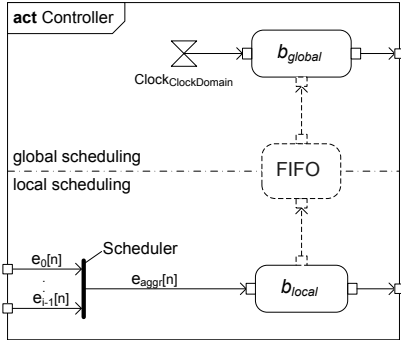 act Controller
b_global
Clock_ClockDomain
global scheduling
FIFO
local scheduling
Scheduler
e_0[n]
e_aggr[n]
b_local
e_i-1[n]